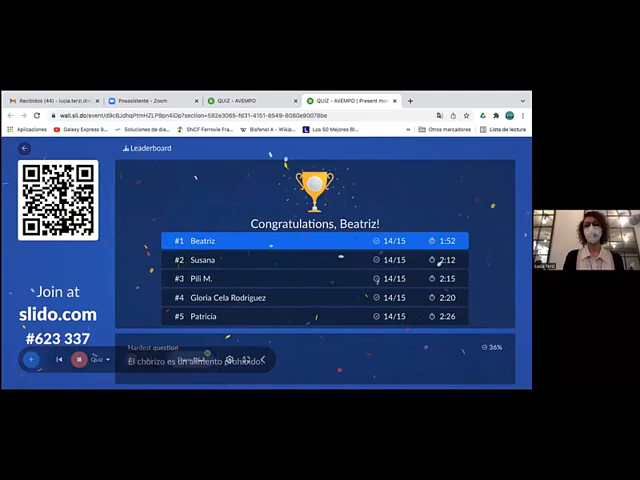 Recibidos (44) - lucia.terzi.dni
Posasistente - Zoom
QUIZ - AVEMPO
QUIZ - AVEMPO | Present mo
wall.sli.do/event/d9cBJdhqPtmHZLP9pn4iDp?section=582e3065-fd31-4151-8549-8080e90078be
Aplicaciones
Galaxy Express 9...
Soluciones de dia...
SNCF Ferrovie Fra...
Bisfenol A - Wikip...
Los 50 Mejores Bl...
Otros marcadores
Lista de lectura
Leaderboard
Congratulations, Beatriz!
#1 Beatriz 14/15 1:52
#2 Susana 14/15 2:12
#3 Pili M. 14/15 2:15
#4 Gloria Cela Rodriguez 14/15 2:20
#5 Patricia 14/15 2:26
Join at
slido.com
#623 337
Hardest question
36%
El chorizo es un alimento prohibido.
Quiz
Lucia Terzi